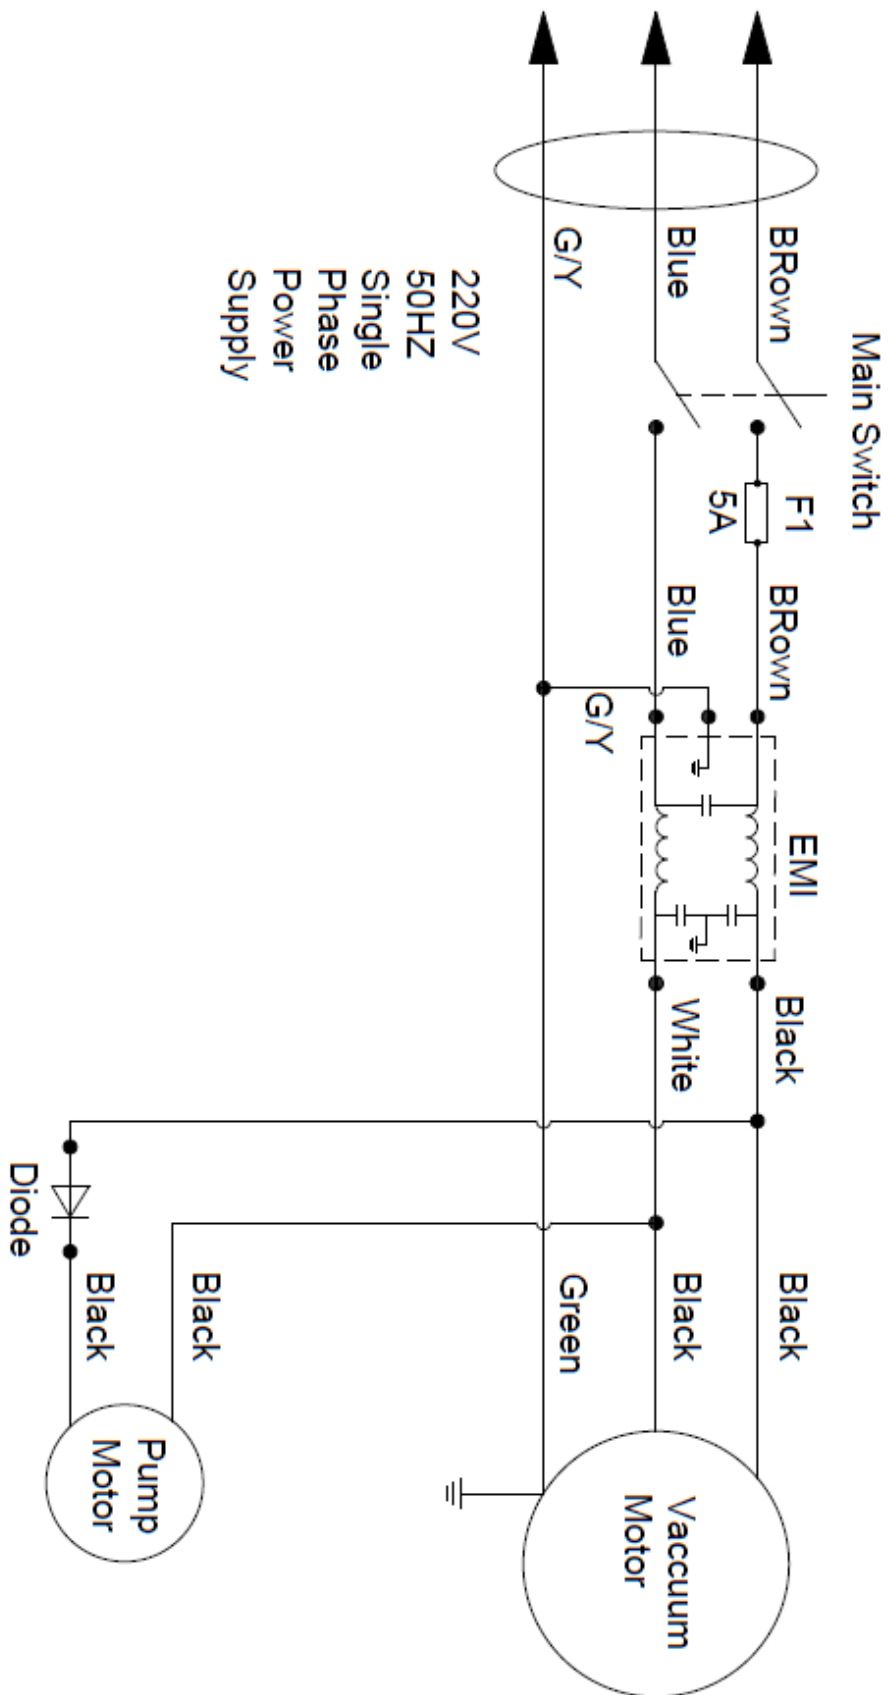 Main Switch
BRown
Blue
G/Y
220V
50HZ
Single
Phase
Power
Supply
F1
5A
BRown
Blue
G/Y
EMI
Black
White
Black
Black
Green
Black
Black
Diode
Vaccuum
Motor
Pump
Motor